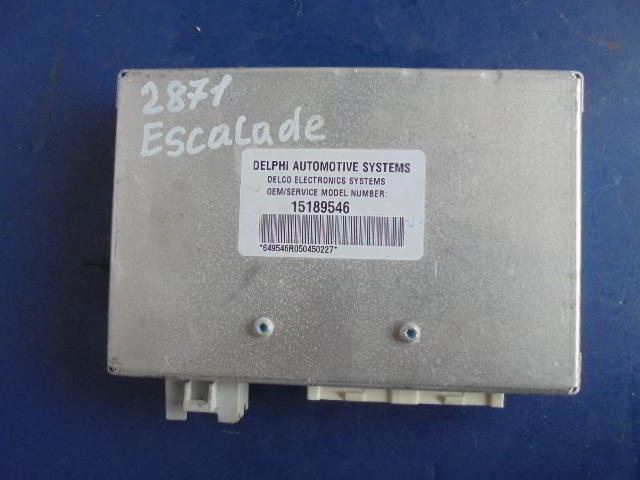 2871
Escalade
DELPHI AUTOMOTIVE SYSTEMS
DELCO ELECTRONICS SYSTEMS
OEM/SERVICE MODEL NUMBER:
15189546
*649546R050450227*